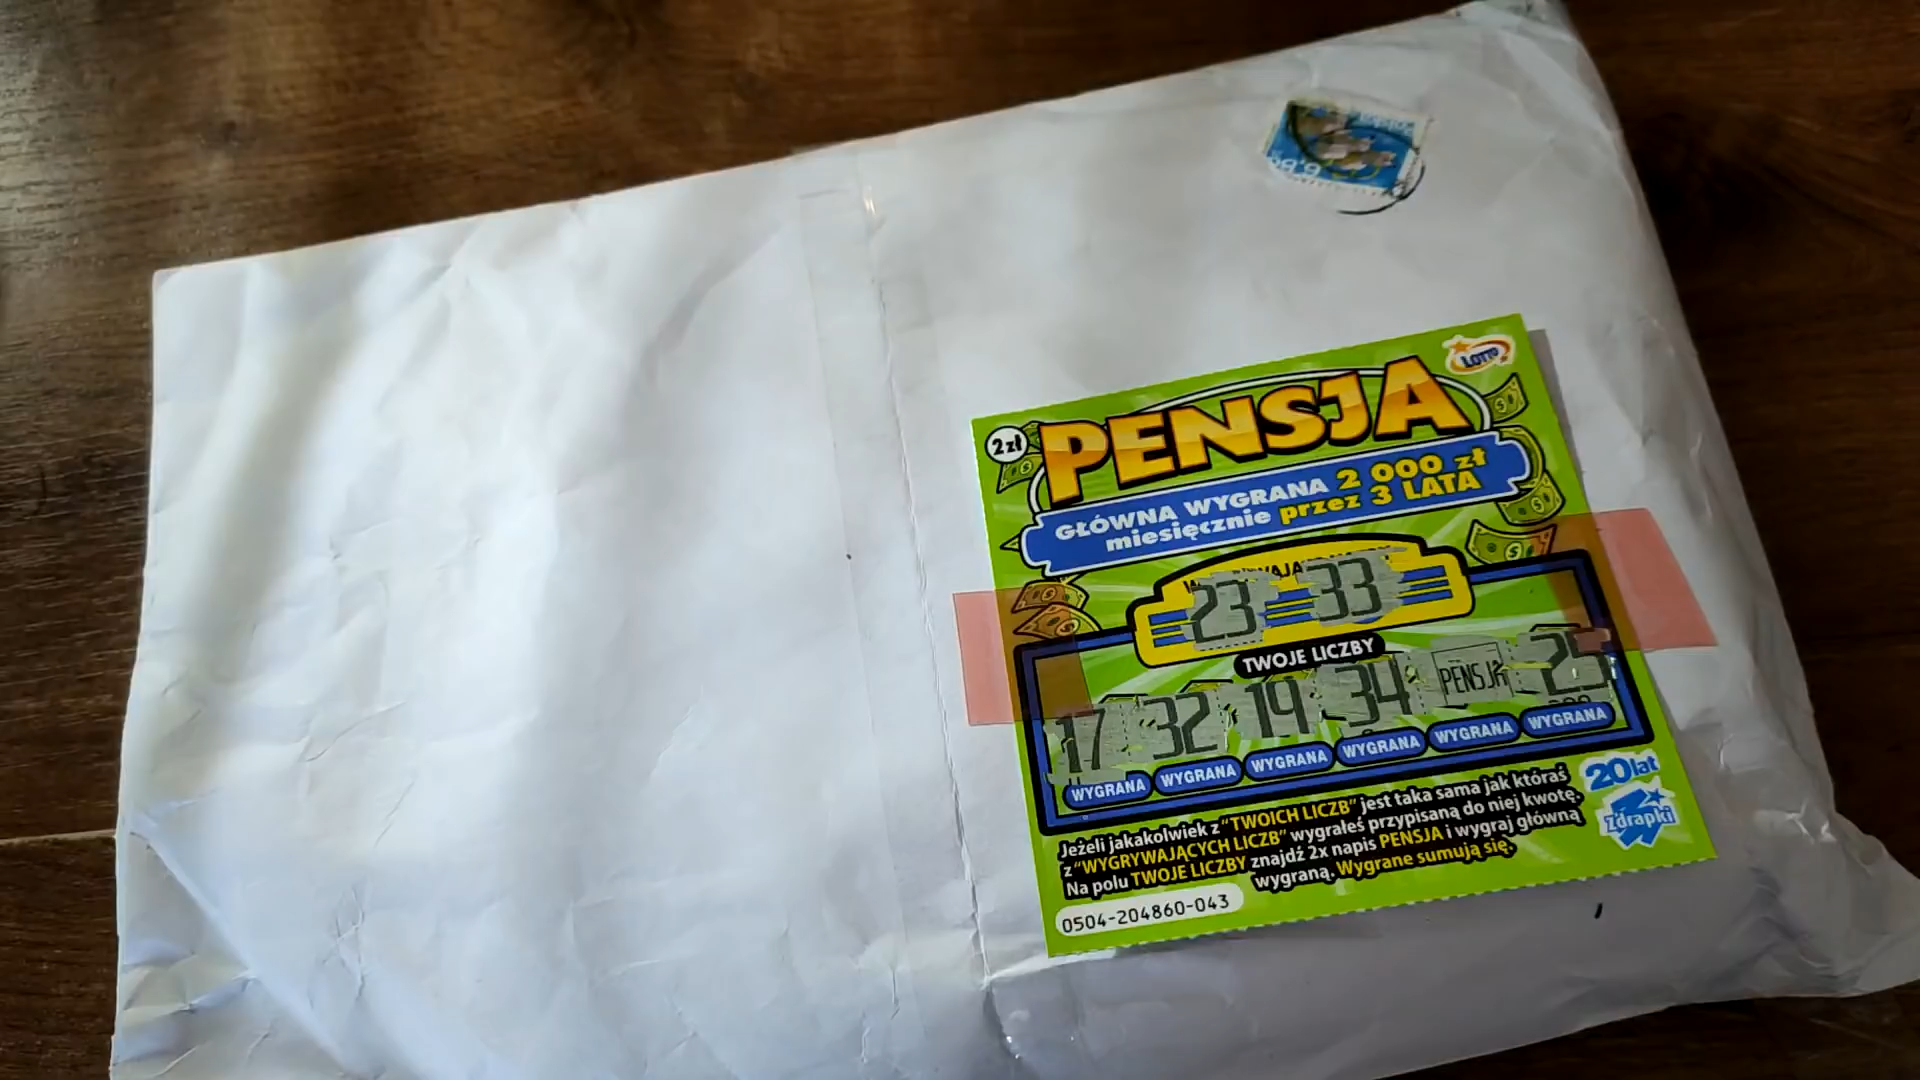 LOTTO
2 zł
PENSJA
GŁÓWNA WYGRANA 2 000 zł
miesięcznie przez 3 LATA
23 33
TWOJE LICZBY
17 32 19 34 PENSJA 25
WYGRANA WYGRANA WYGRANA WYGRANA WYGRANA WYGRANA
Jeżeli jakakolwiek z "TWOICH LICZB" jest taka sama jak któraś
z "WYGRYWAJĄCYCH LICZB" wygrałeś przypisaną do niej kwotę.
Na polu TWOJE LICZBY znajdź 2x napis PENSJA i wygraj główną
wygraną. Wygrane sumują się.
20 lat
Zdrapki
0504-204860-043